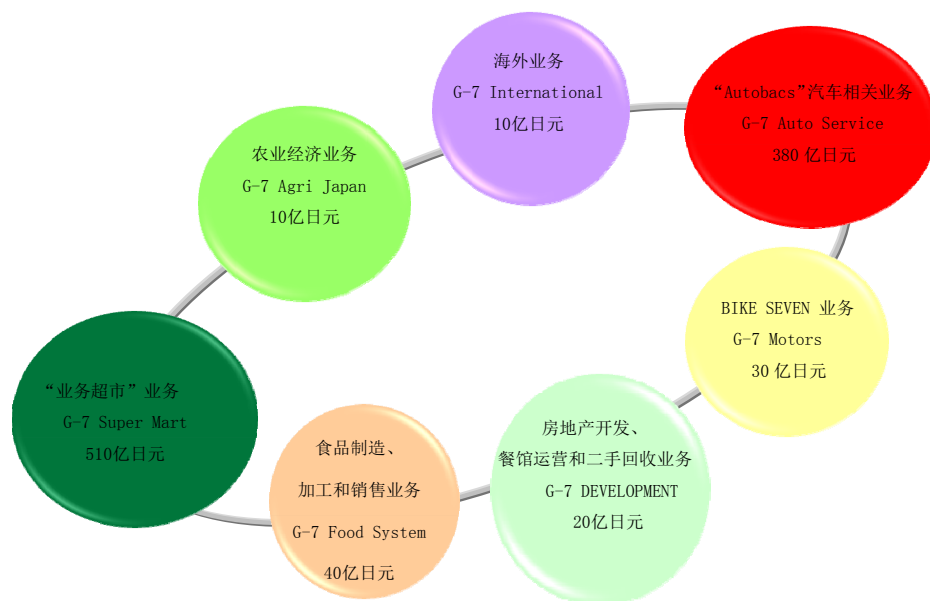 海外业务
G-7 International
10亿日元
“Autobacs”汽车相关业务
G-7 Auto Service
380 亿日元
农业经济业务
G-7 Agri Japan
10亿日元
BIKE SEVEN 业务
G-7 Motors
30 亿日元
“业务超市”业务
G-7 Super Mart
510亿日元
食品制造、
加工和销售业务
G-7 Food System
40亿日元
房地产开发、
餐馆运营和二手回收业务
G-7 DEVELOPMENT
20亿日元